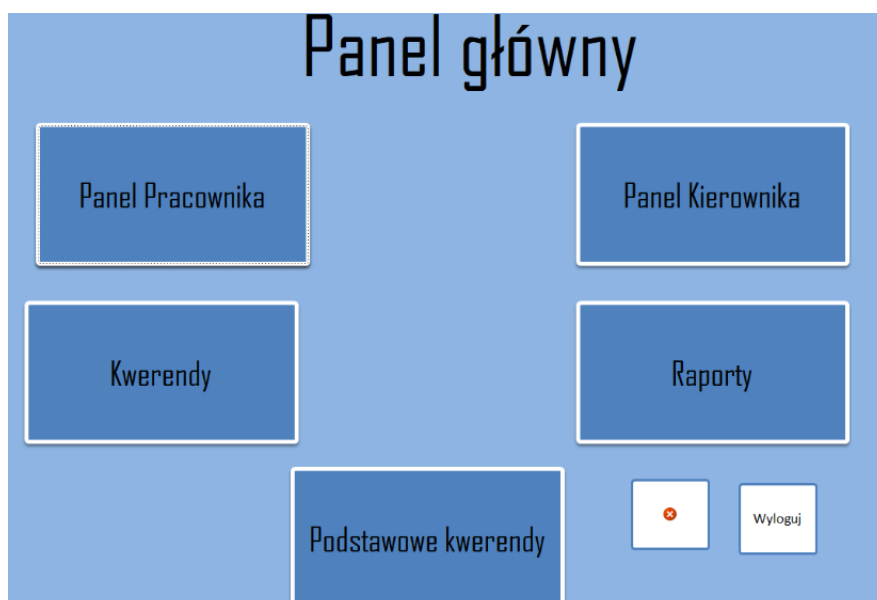 Panel główny
Panel Pracownika
Panel Kierownika
Kwerendy
Raporty
Podstawowe kwerendy
Wyloguj